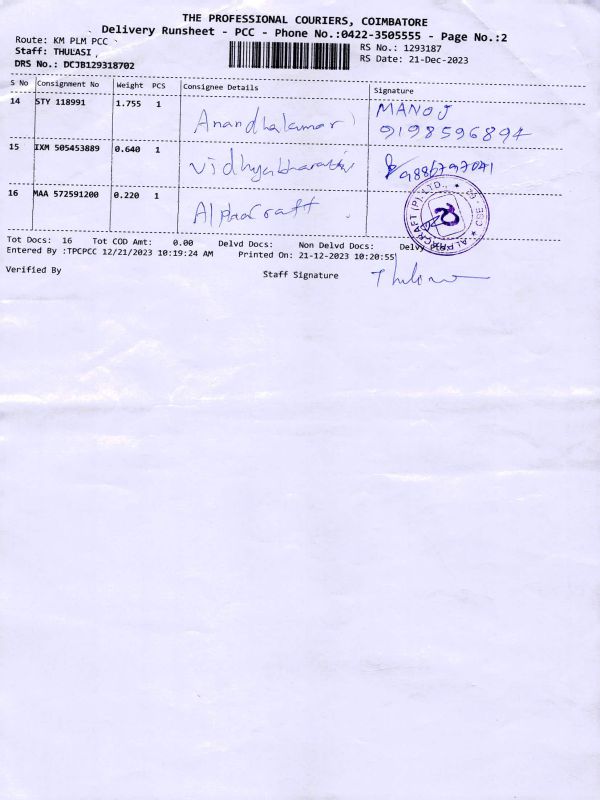 THE PROFESSIONAL COURIERS, COIMBATORE
Delivery Runsheet - PCC - Phone No.:0422-3505555 - Page No.:2
Route: KM PLM PCC
RS No.: 1293187
Staff: THULASI
RS Date: 21-Dec-2023
DRS No.: DCJB129318702
S No Consignment No Weight PCS Consignee Details Signature
14 STY 118991 1.755 1 Anandhakumar MANOJ
9198596894
15 IXM 505453889 0.640 1 Vidhyabharathi 9886797041
16 MAA 572591200 0.220 1 Alphacraft
ALPHACRAFT (P) LTD., ★ CBE - ★
Tot Docs: 16 Tot COD Amt: 0.00 Delvd Docs: Non Delvd Docs:
Entered By :TPCPCC 12/21/2023 10:19:24 AM Printed On: 21-12-2023 10:20:55
Verified By Staff Signature